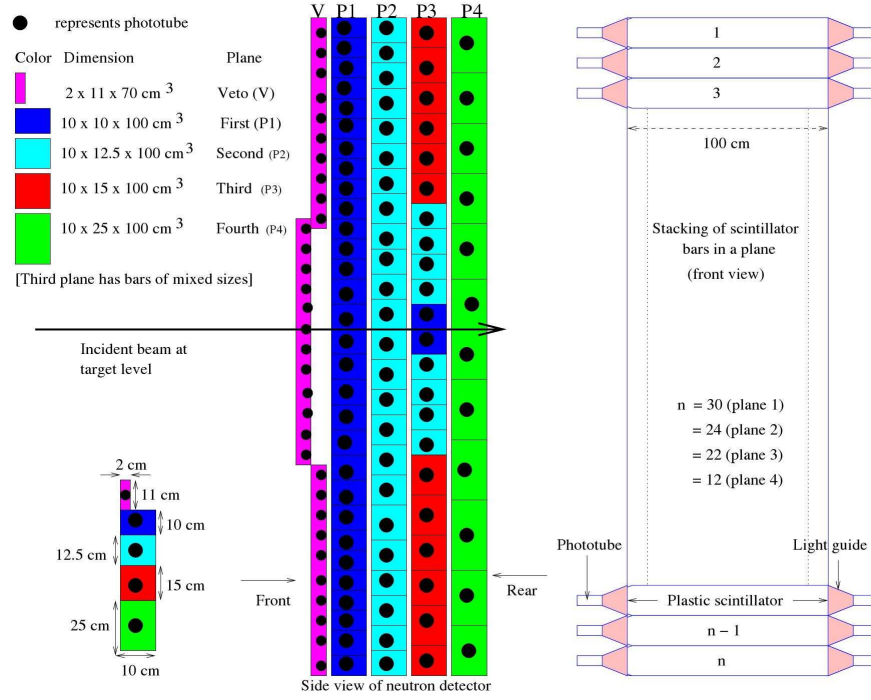 represents phototube
Color Dimension Plane
2 x 11 x 70 cm 3 Veto (V)
10 x 10 x 100 cm 3 First (P1)
10 x 12.5 x 100 cm 3 Second (P2)
10 x 15 x 100 cm 3 Third (P3)
10 x 25 x 100 cm 3 Fourth (P4)
[Third plane has bars of mixed sizes]
Incident beam at
target level
2 cm
11 cm
10 cm
12.5 cm
15 cm
25 cm
10 cm
V P1 P2 P3 P4
Front
Rear
Side view of neutron detector
1
2
3
100 cm
Stacking of scintillator
bars in a plane
(front view)
n = 30 (plane 1)
= 24 (plane 2)
= 22 (plane 3)
= 12 (plane 4)
Phototube
Light guide
Plastic scintillator
n - 1
n